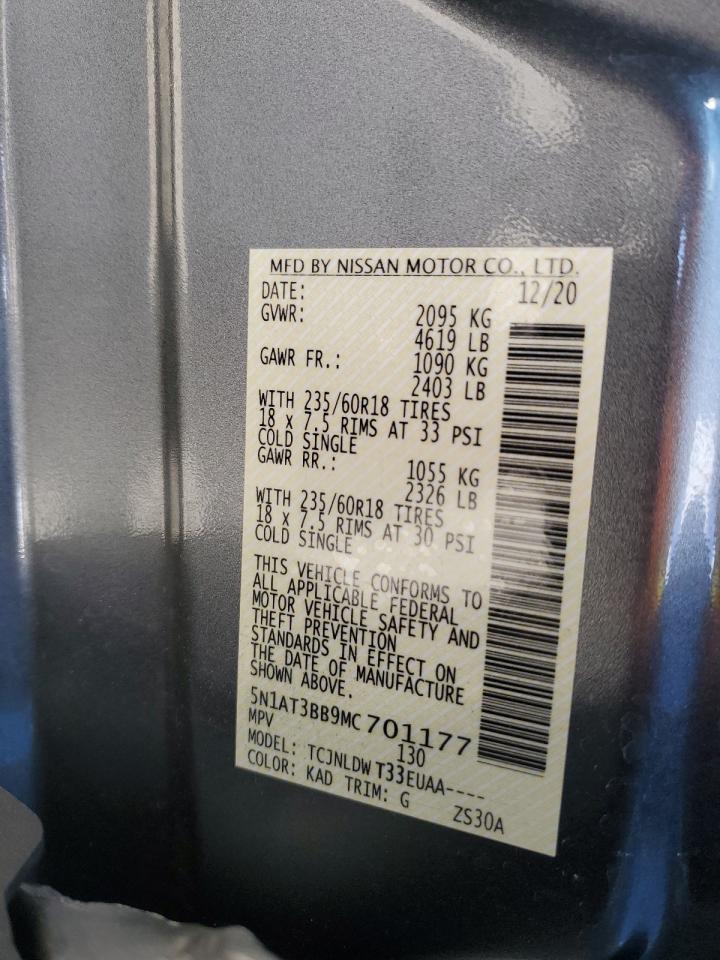 MFD BY NISSAN MOTOR CO., LTD.
DATE: 12/20
GVWR: 2095 KG
4619 LB
GAWR FR.: 1090 KG
2403 LB
WITH 235/60R18 TIRES
18 X 7.5 RIMS AT 33 PSI
COLD SINGLE
GAWR RR.: 1055 KG
2326 LB
WITH 235/60R18 TIRES
18 X 7.5 RIMS AT 30 PSI
COLD SINGLE
THIS VEHICLE CONFORMS TO
ALL APPLICABLE FEDERAL
MOTOR VEHICLE SAFETY AND
THEFT PREVENTION
STANDARDS IN EFFECT ON
THE DATE OF MANUFACTURE
SHOWN ABOVE.
5N1AT3BB9MC701177
MPV 130
MODEL: TCJNLDW T33EUAA----
COLOR: KAD TRIM: G ZS30A